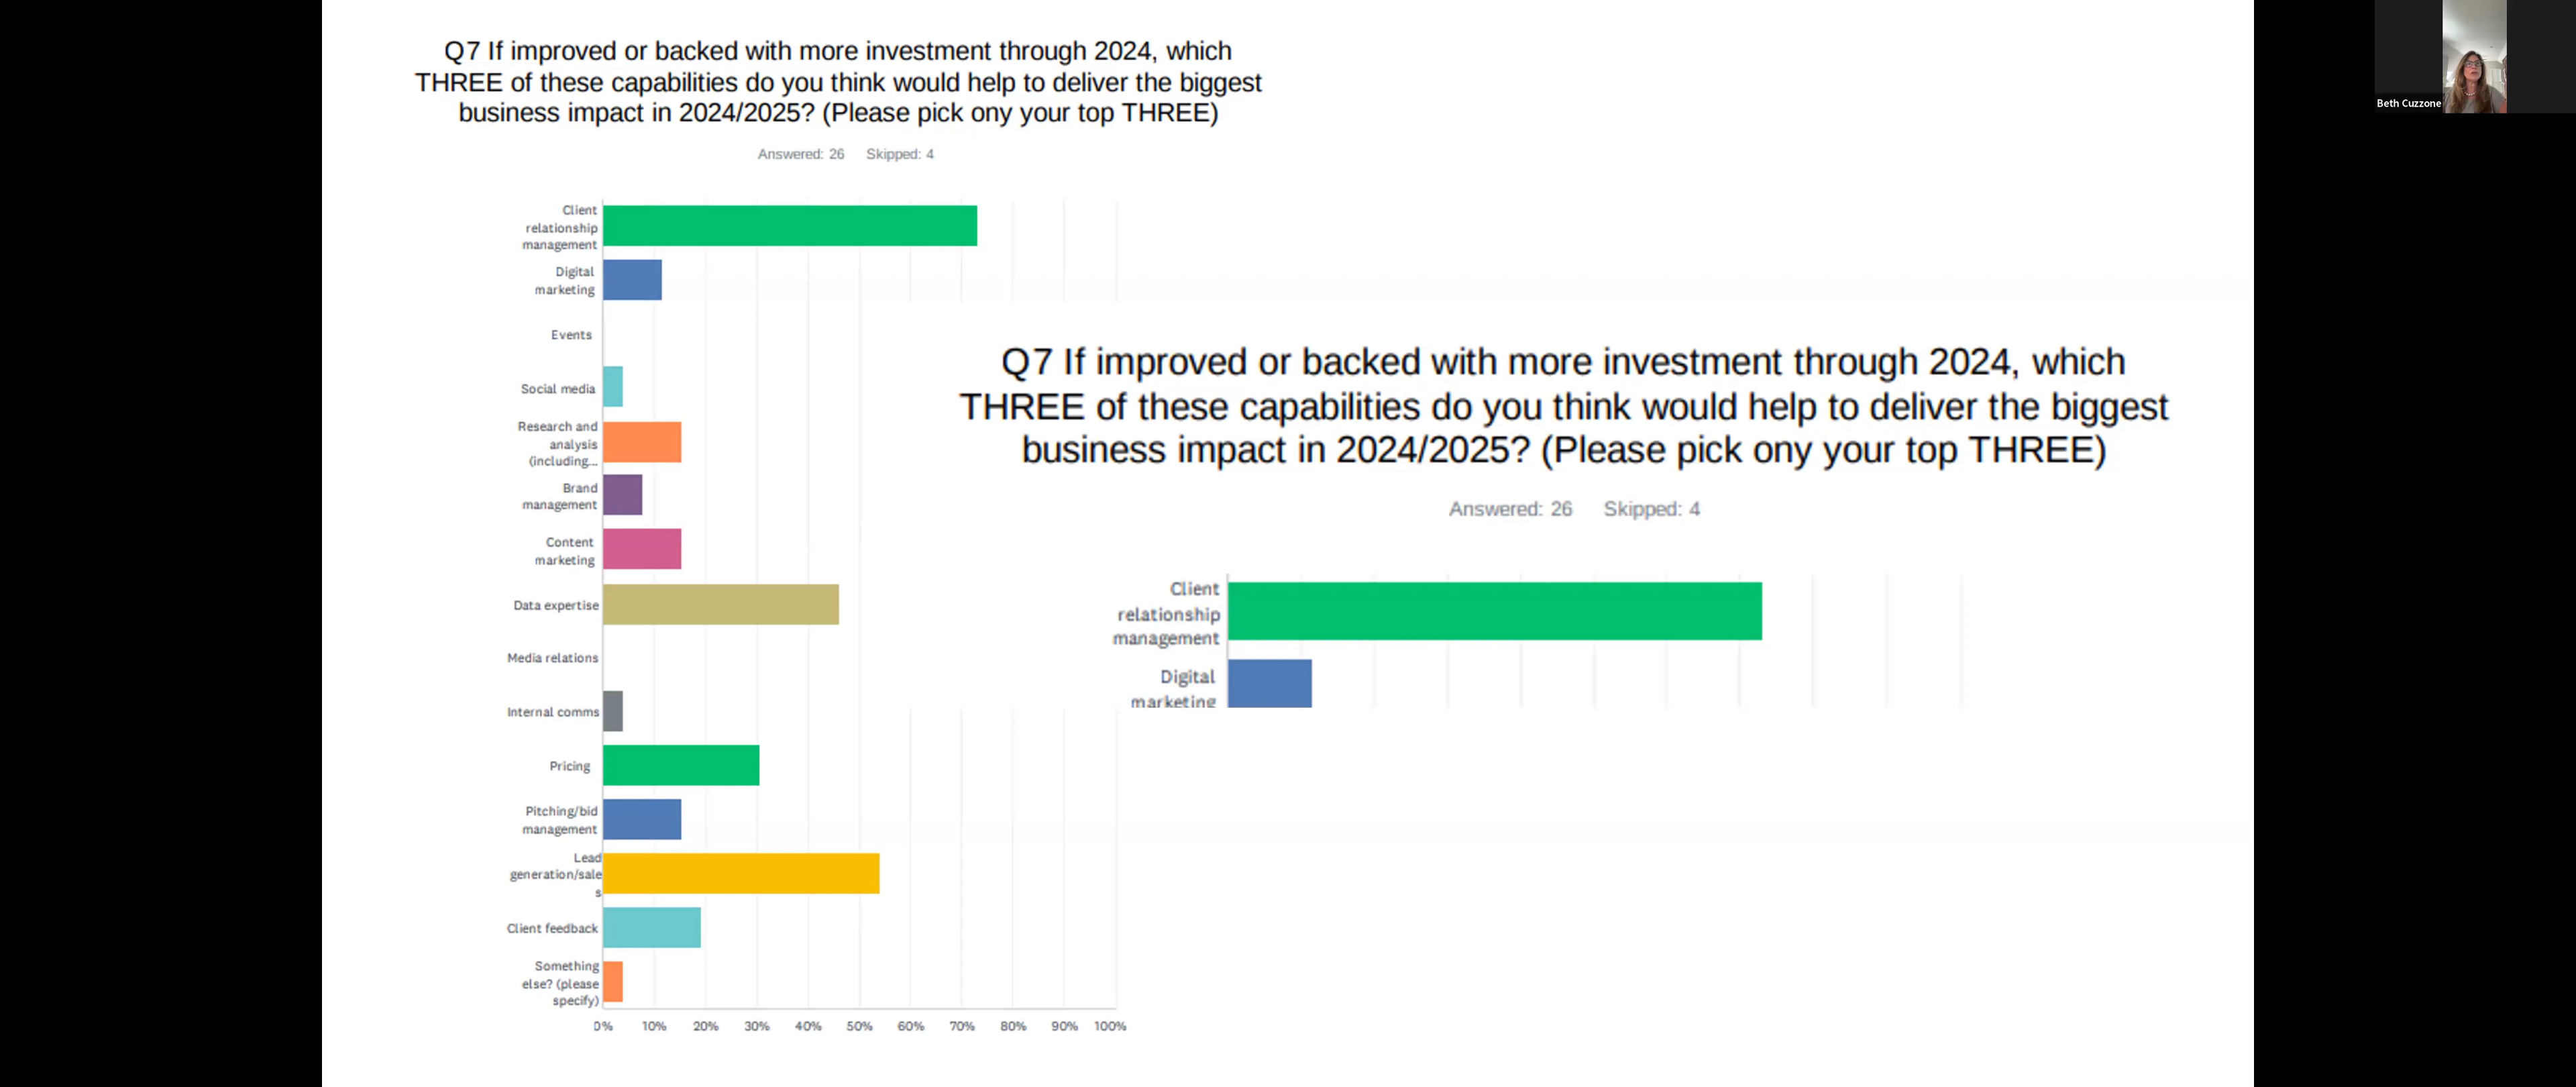 Q7 If improved or backed with more investment through 2024, which
THREE of these capabilities do you think would help to deliver the biggest
business impact in 2024/2025? (Please pick ony your top THREE)
Answered: 26 Skipped: 4
Client
relationship
management
Digital
marketing
Events
Social media
Research and
analysis
(including...
Brand
management
Content
marketing
Data expertise
Media relations
Internal comms
Pricing
Pitching/bid
management
Lead
generation/sale
s
Client feedback
Something
else? (please
specify)
0% 10% 20% 30% 40% 50% 60% 70% 80% 90% 100%
Q7 If improved or backed with more investment through 2024, which
THREE of these capabilities do you think would help to deliver the biggest
business impact in 2024/2025? (Please pick ony your top THREE)
Answered: 26 Skipped: 4
Client
relationship
management
Digital
marketing
Beth Cuzzone